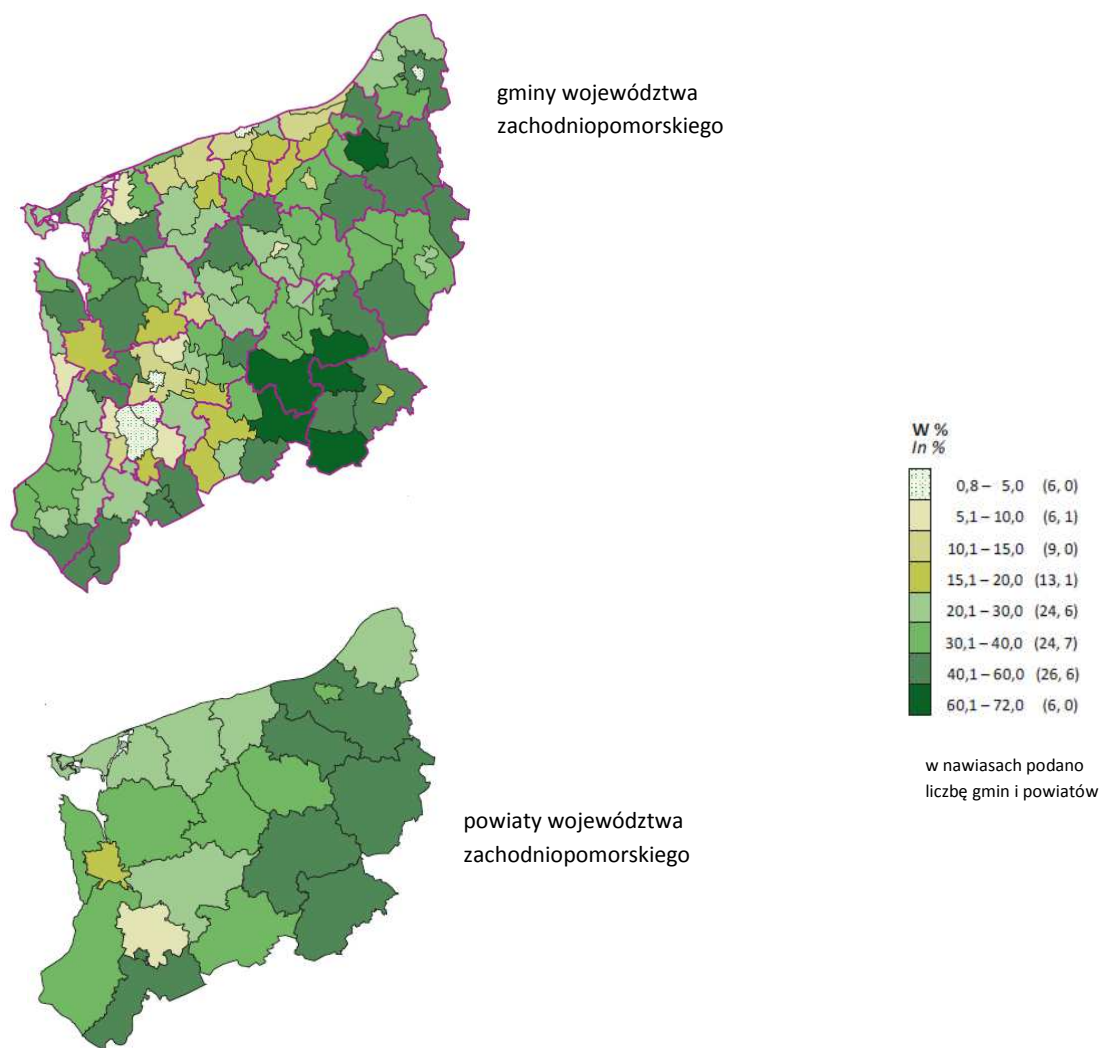 gminy województwa
zachodniopomorskiego
W %
In %
0,8 – 5,0 (6, 0)
5,1 – 10,0 (6, 1)
10,1 – 15,0 (9, 0)
15,1 – 20,0 (13, 1)
20,1 – 30,0 (24, 6)
30,1 – 40,0 (24, 7)
40,1 – 60,0 (26, 6)
60,1 – 72,0 (6, 0)
w nawiasach podano
liczbę gmin i powiatów
powiaty województwa
zachodniopomorskiego